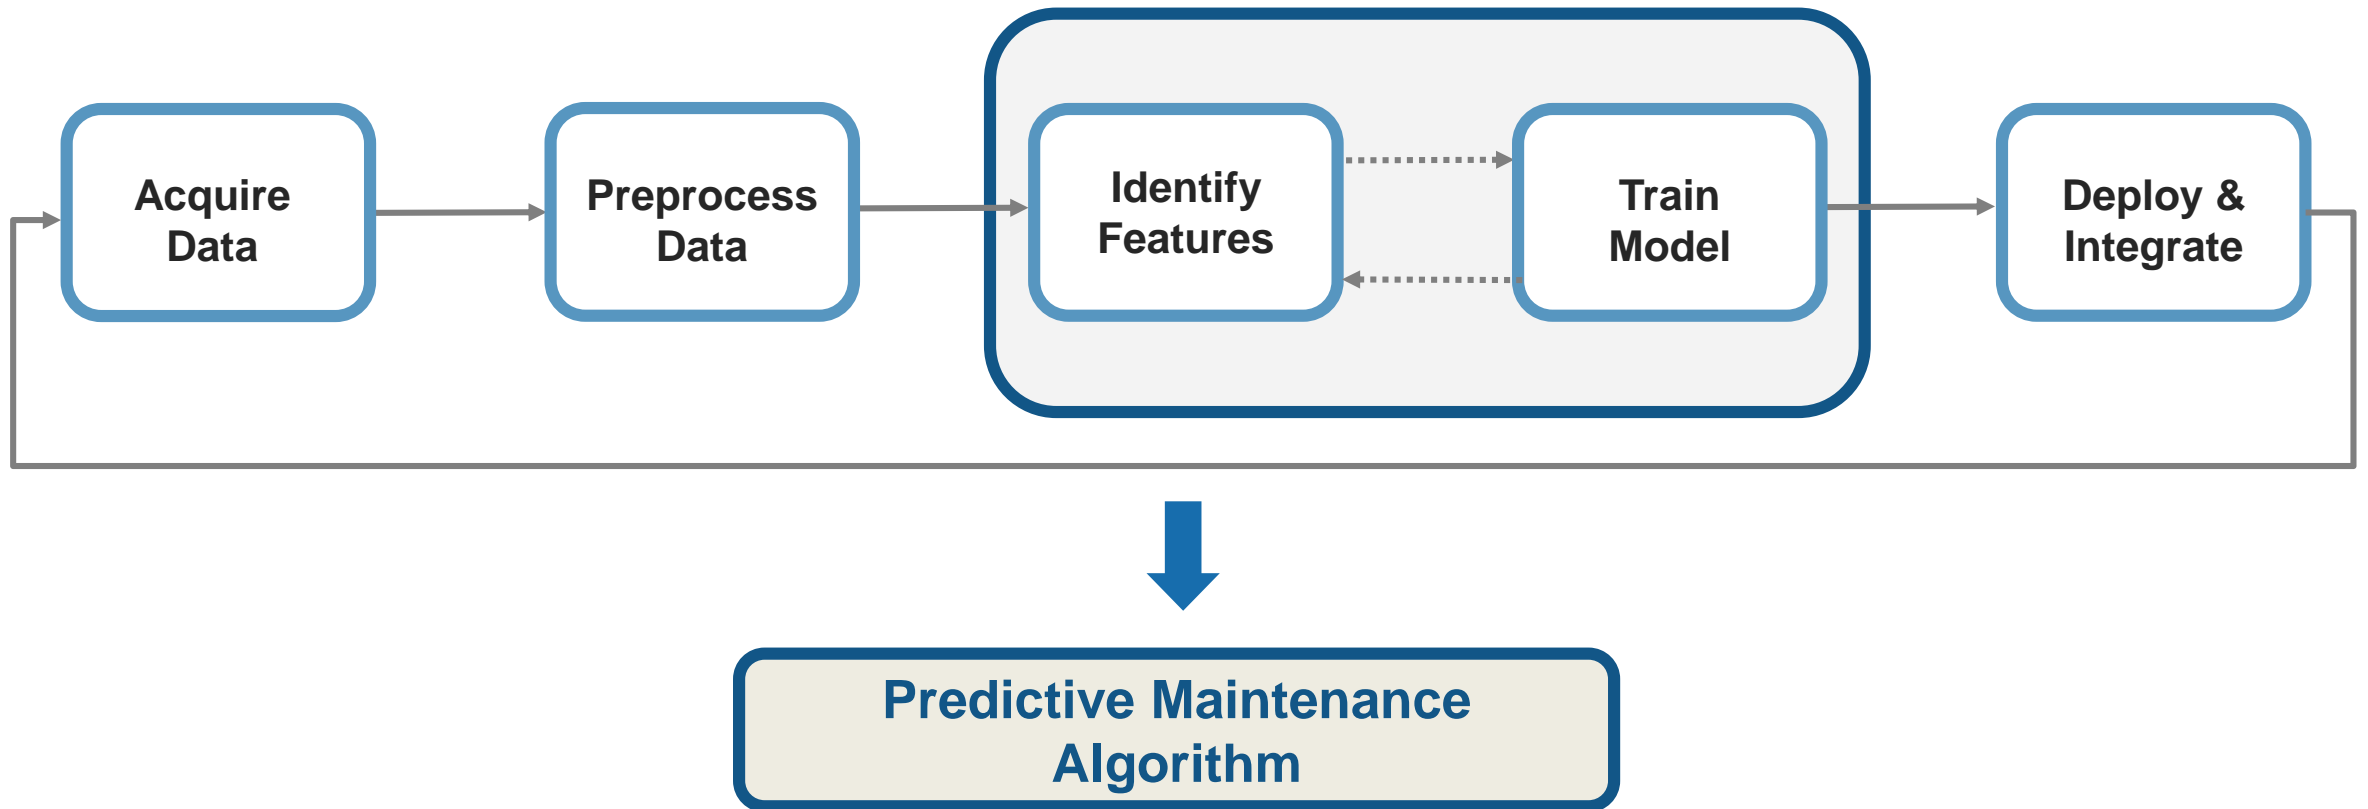 Acquire
Data
Preprocess
Data
Identify
Features
Train
Model
Deploy &
Integrate
Predictive Maintenance
Algorithm